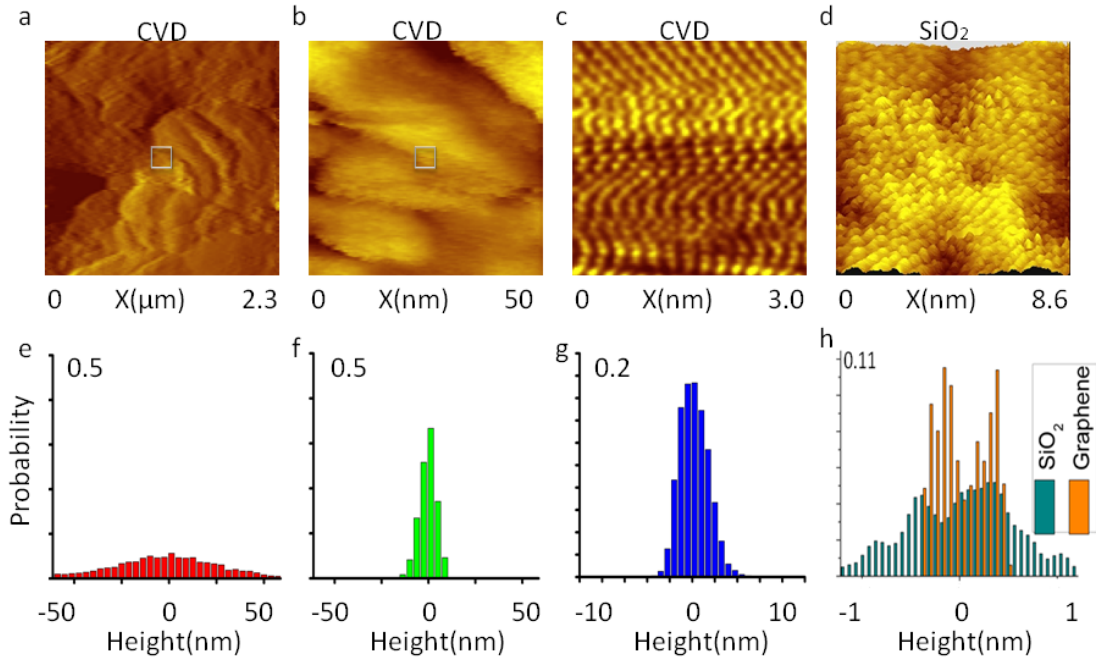 a b c d
CVD CVD CVD SiO₂
0 X(μm) 2.3 0 X(nm) 50 0 X(nm) 3.0 0 X(nm) 8.6
e f g h
0.5 0.5 0.2 0.11
Probability
SiO₂
Graphene
-50 0 50 -50 0 50 -10 0 10 -1 0 1
Height(nm) Height(nm) Height(nm) Height(nm)